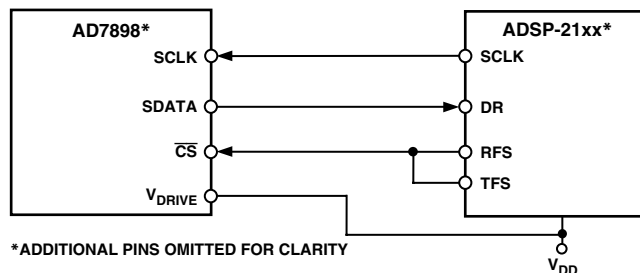 AD7898*
ADSP-21xx*
SCLK
SCLK
SDATA
DR
CS
RFS
TFS
VDRIVE
*ADDITIONAL PINS OMITTED FOR CLARITY
VDD